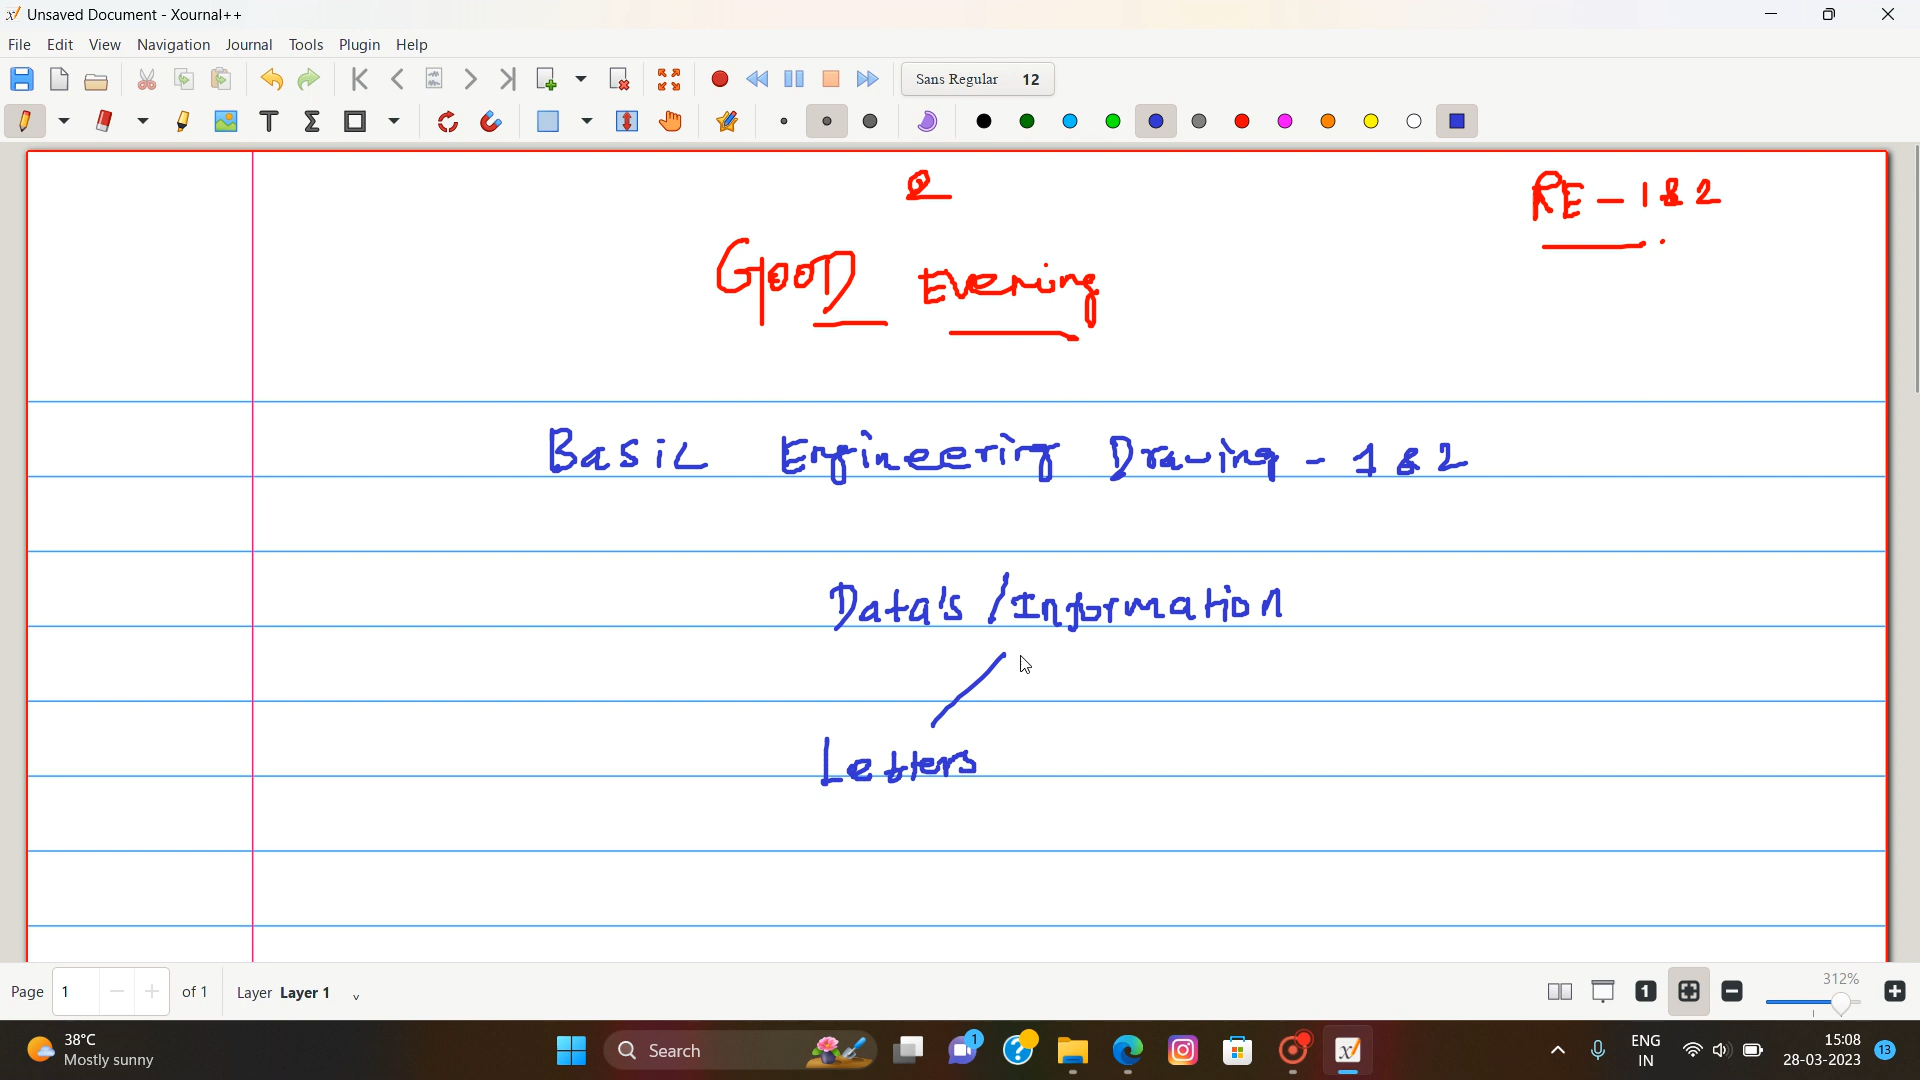 Unsaved Document - Xournal++
File Edit View Navigation Journal Tools Plugin Help
Sans Regular 12
RE - 1 & 2
GOOD Evening
Basic Engineering Drawing - 1 & 2
Data's / Information
Letters
Page 1 of 1 Layer Layer 1
312%
38°C
Mostly sunny
Search
1
ENG
IN
15:08
28-03-2023
13